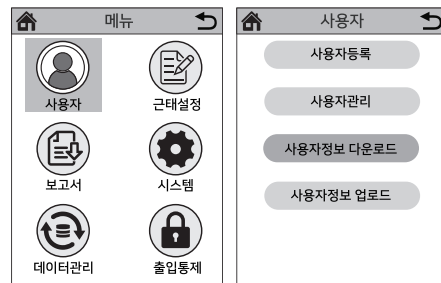 메뉴
사용자
근태설정
보고서
시스템
데이터관리
출입통제
사용자
사용자등록
사용자관리
사용자정보 다운로드
사용자정보 업로드